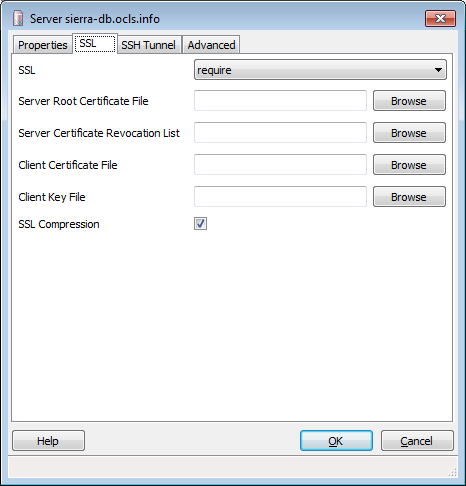 Server sierra-db.ocls.info
Properties SSL SSH Tunnel Advanced
SSL require
Server Root Certificate File Browse
Server Certificate Revocation List Browse
Client Certificate File Browse
Client Key File Browse
SSL Compression
Help OK Cancel